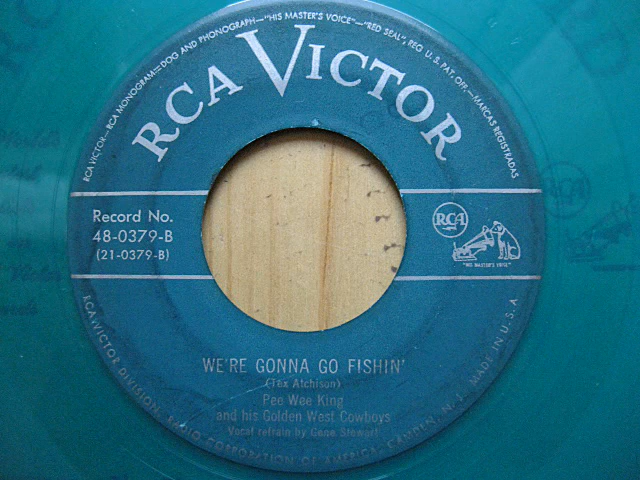 RCA VICTOR—RCA MONOGRAM—DOG AND PHONOGRAPH—"HIS MASTER'S VOICE"—"RED SEAL", REG. U.S. PAT. OFF.—MARCAS REGISTRADAS
RCA VICTOR
Record No.
48-0379-B
(21-0379-B)
RCA
"HIS MASTER'S VOICE"
WE'RE GONNA GO FISHIN'
(Tex Atchison)
Pee Wee King
and his Golden West Cowboys
Vocal refrain by Gene Stewart
RCA VICTOR DIVISION, RADIO CORPORATION OF AMERICA, CAMDEN, N. J. MADE IN U.S.A
RCA